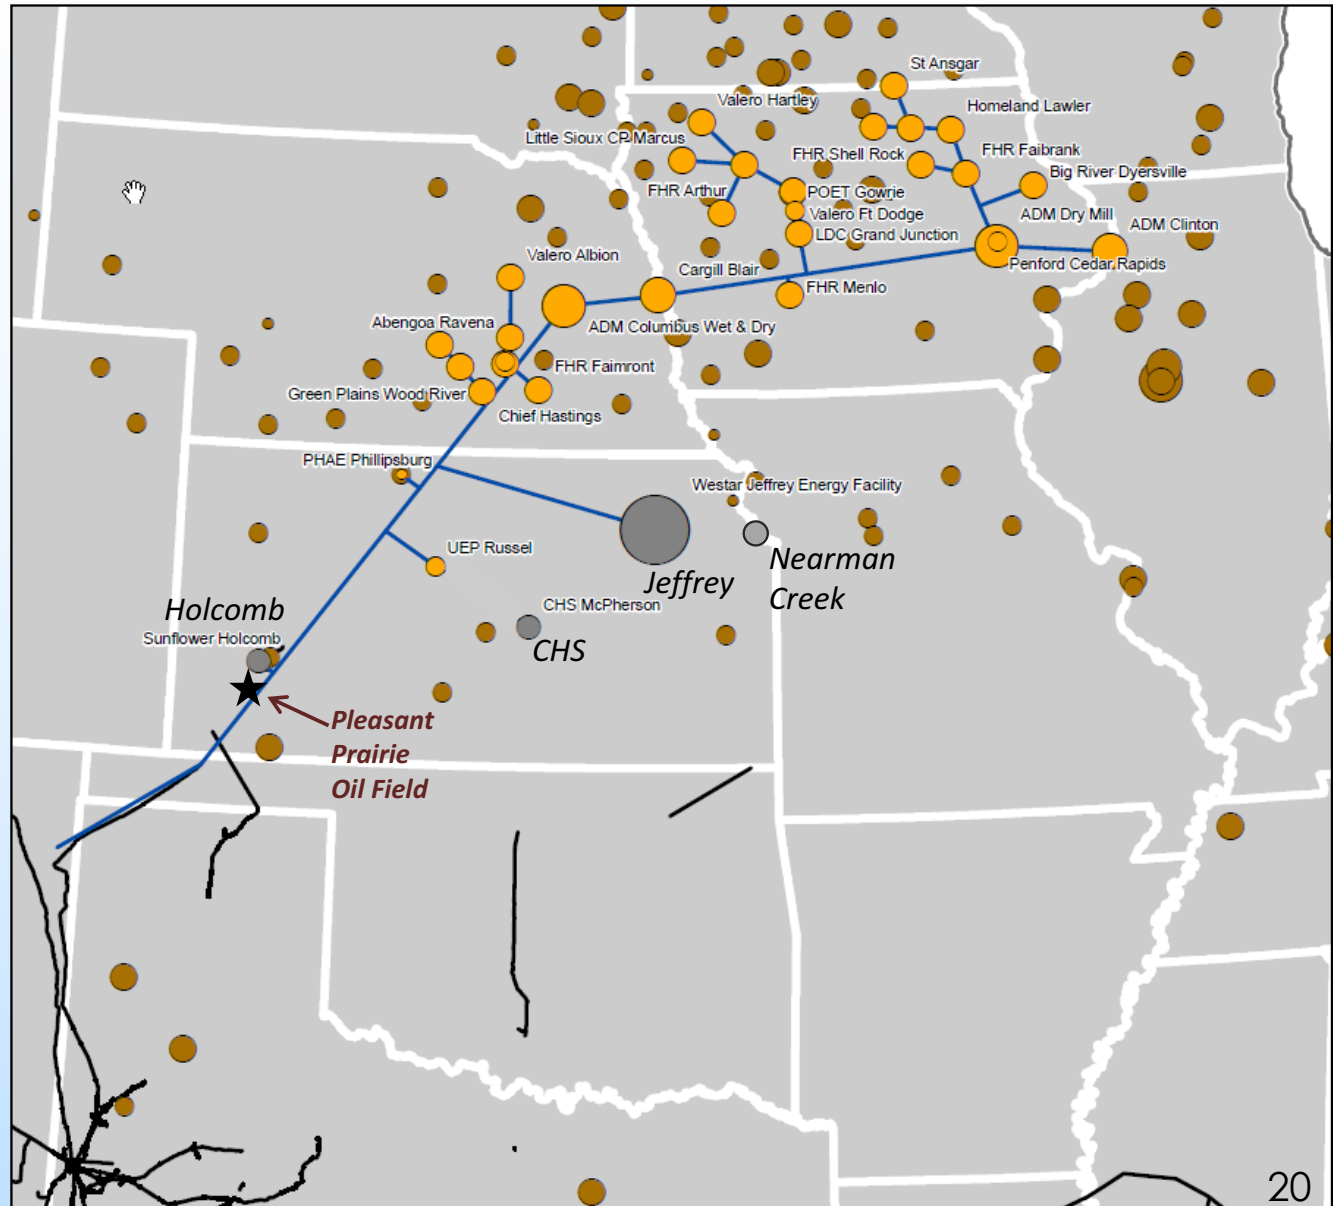 St Ansgar
Valero Hartley
Homeland Lawler
Little Sioux CP Marcus
FHR Shell Rock
FHR Faibrank
Big River Dyersville
FHR Arthur
POET Gowrie
Valero Ft Dodge
ADM Dry Mill
ADM Clinton
LDC Grand Junction
Valero Albion
Cargill Blair
Penford Cedar Rapids
FHR Menlo
Abengoa Ravena
ADM Columbus Wet & Dry
FHR Faimront
Green Plains Wood River
Chief Hastings
PHAE Phillipsburg
Westar Jeffrey Energy Facility
UEP Russel
Nearman
Creek
Jeffrey
Holcomb
CHS McPherson
Sunflower Holcomb
CHS
Pleasant
Prairie
Oil Field
20